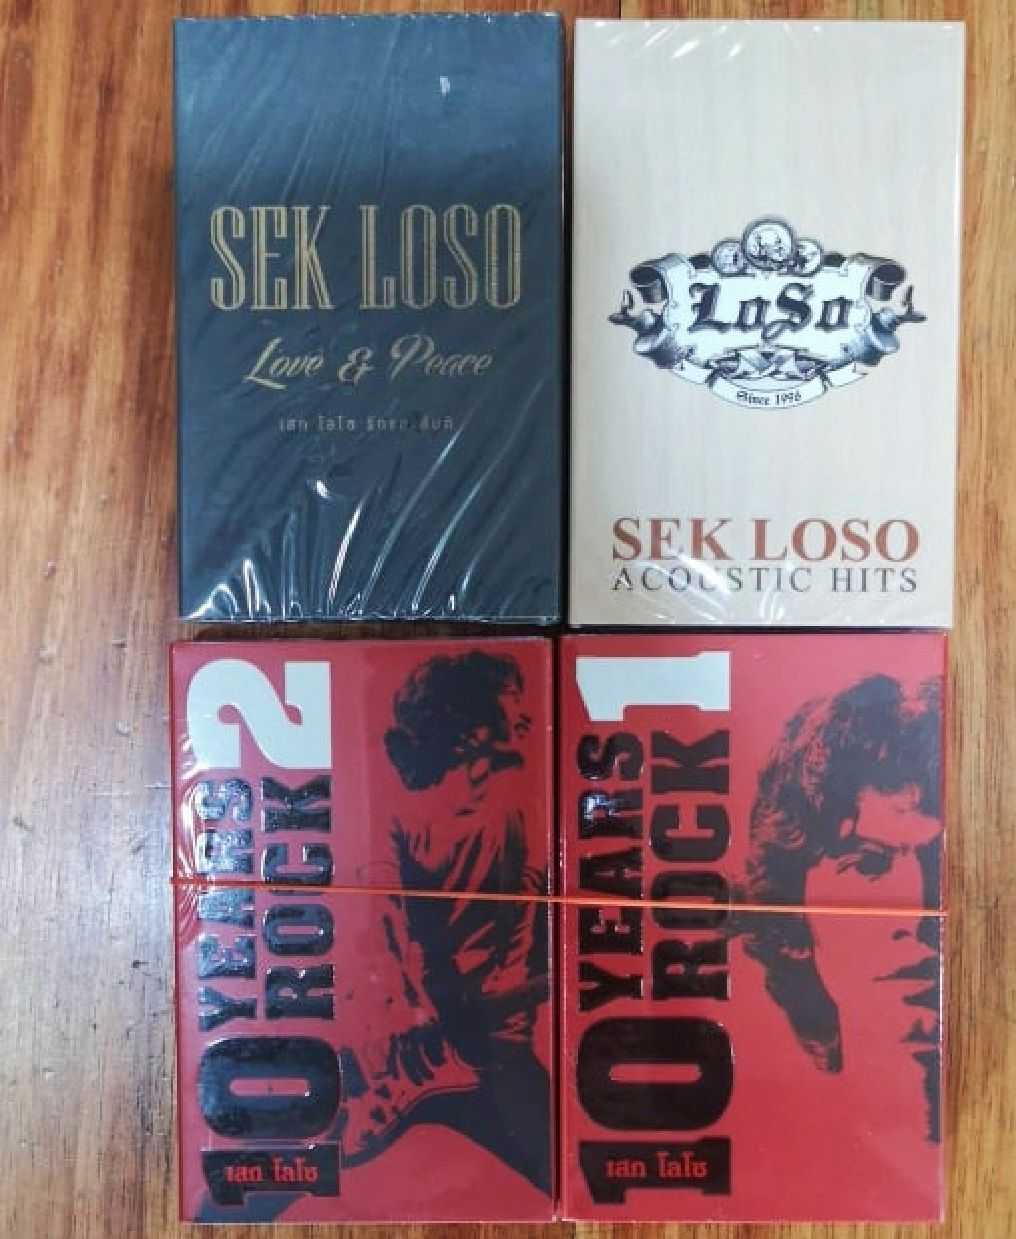 SEK LOSO
Love & Peace
เสก โลโซ รักและสันติ
LoSo
Since 1996
SEK LOSO
ACOUSTIC HITS
10 YEARS ROCK 2
เสก โลโซ
10 YEARS ROCK 1
เสก โลโซ